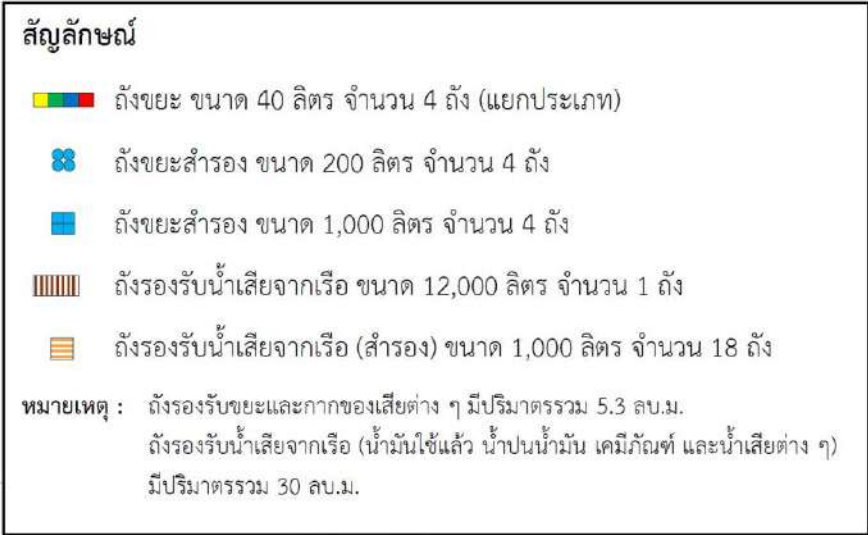 สัญลักษณ์
ถังขยะ ขนาด 40 ลิตร จำนวน 4 ถัง (แยกประเภท)
ถังขยะสำรอง ขนาด 200 ลิตร จำนวน 4 ถัง
ถังขยะสำรอง ขนาด 1,000 ลิตร จำนวน 4 ถัง
ถังรองรับน้ำเสียจากเรือ ขนาด 12,000 ลิตร จำนวน 1 ถัง
ถังรองรับน้ำเสียจากเรือ (สำรอง) ขนาด 1,000 ลิตร จำนวน 18 ถัง
หมายเหตุ : ถังรองรับขยะและกากของเสียต่าง ๆ มีปริมาตรรวม 5.3 ลบ.ม.
ถังรองรับน้ำเสียจากเรือ (น้ำมันใช้แล้ว น้ำปนน้ำมัน เคมีภัณฑ์ และน้ำเสียต่าง ๆ)
มีปริมาตรรวม 30 ลบ.ม.